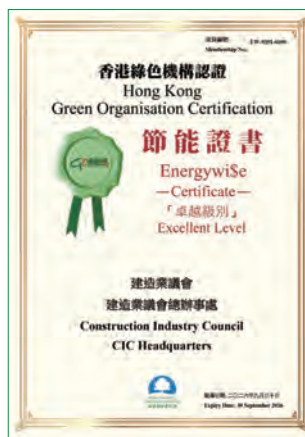 香港綠色機構認證
Hong Kong
Green Organisation Certification
節能證書
Energywi$e
—Certificate—
「卓越級別」
Excellent Level
建造業議會
建造業議會總辦事處
Construction Industry Council
CIC Headquarters
Expiry Date: 30 September 2026